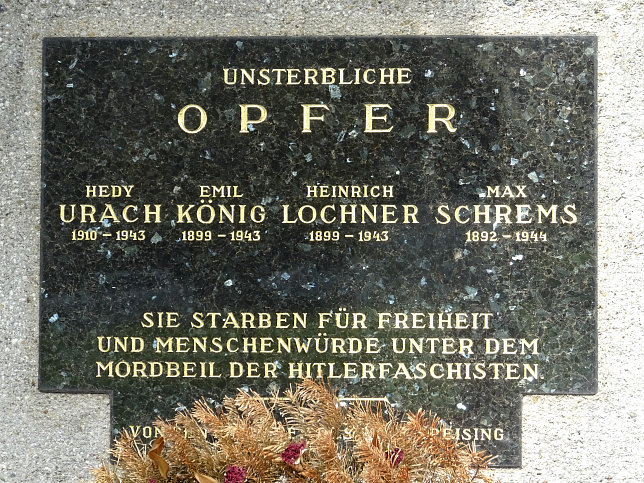 UNSTERBLICHE
OPFER
HEDY EMIL HEINRICH MAX
URACH KÖNIG LOCHNER SCHREMS
1910 – 1943 1899 – 1943 1899 – 1943 1892 – 1944
SIE STARBEN FÜR FREIHEIT
UND MENSCHENWÜRDE UNTER DEM
MORDBEIL DER HITLERFASCHISTEN
VON